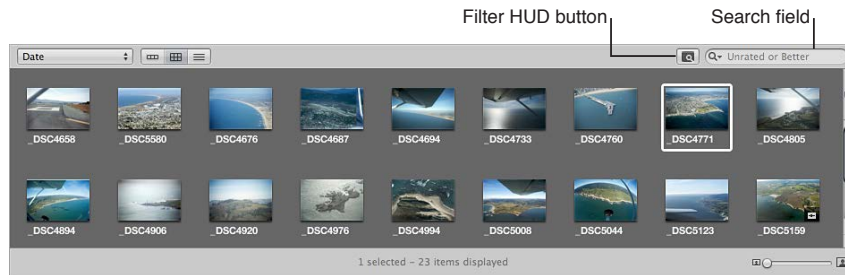 Filter HUD button Search field
Date Unrated or Better
_DSC4658 _DSC5580 _DSC4676 _DSC4687 _DSC4694 _DSC4733 _DSC4760 _DSC4771 _DSC4805
_DSC4894 _DSC4906 _DSC4920 _DSC4976 _DSC4994 _DSC5008 _DSC5044 _DSC5123 _DSC5159
1 selected – 23 items displayed